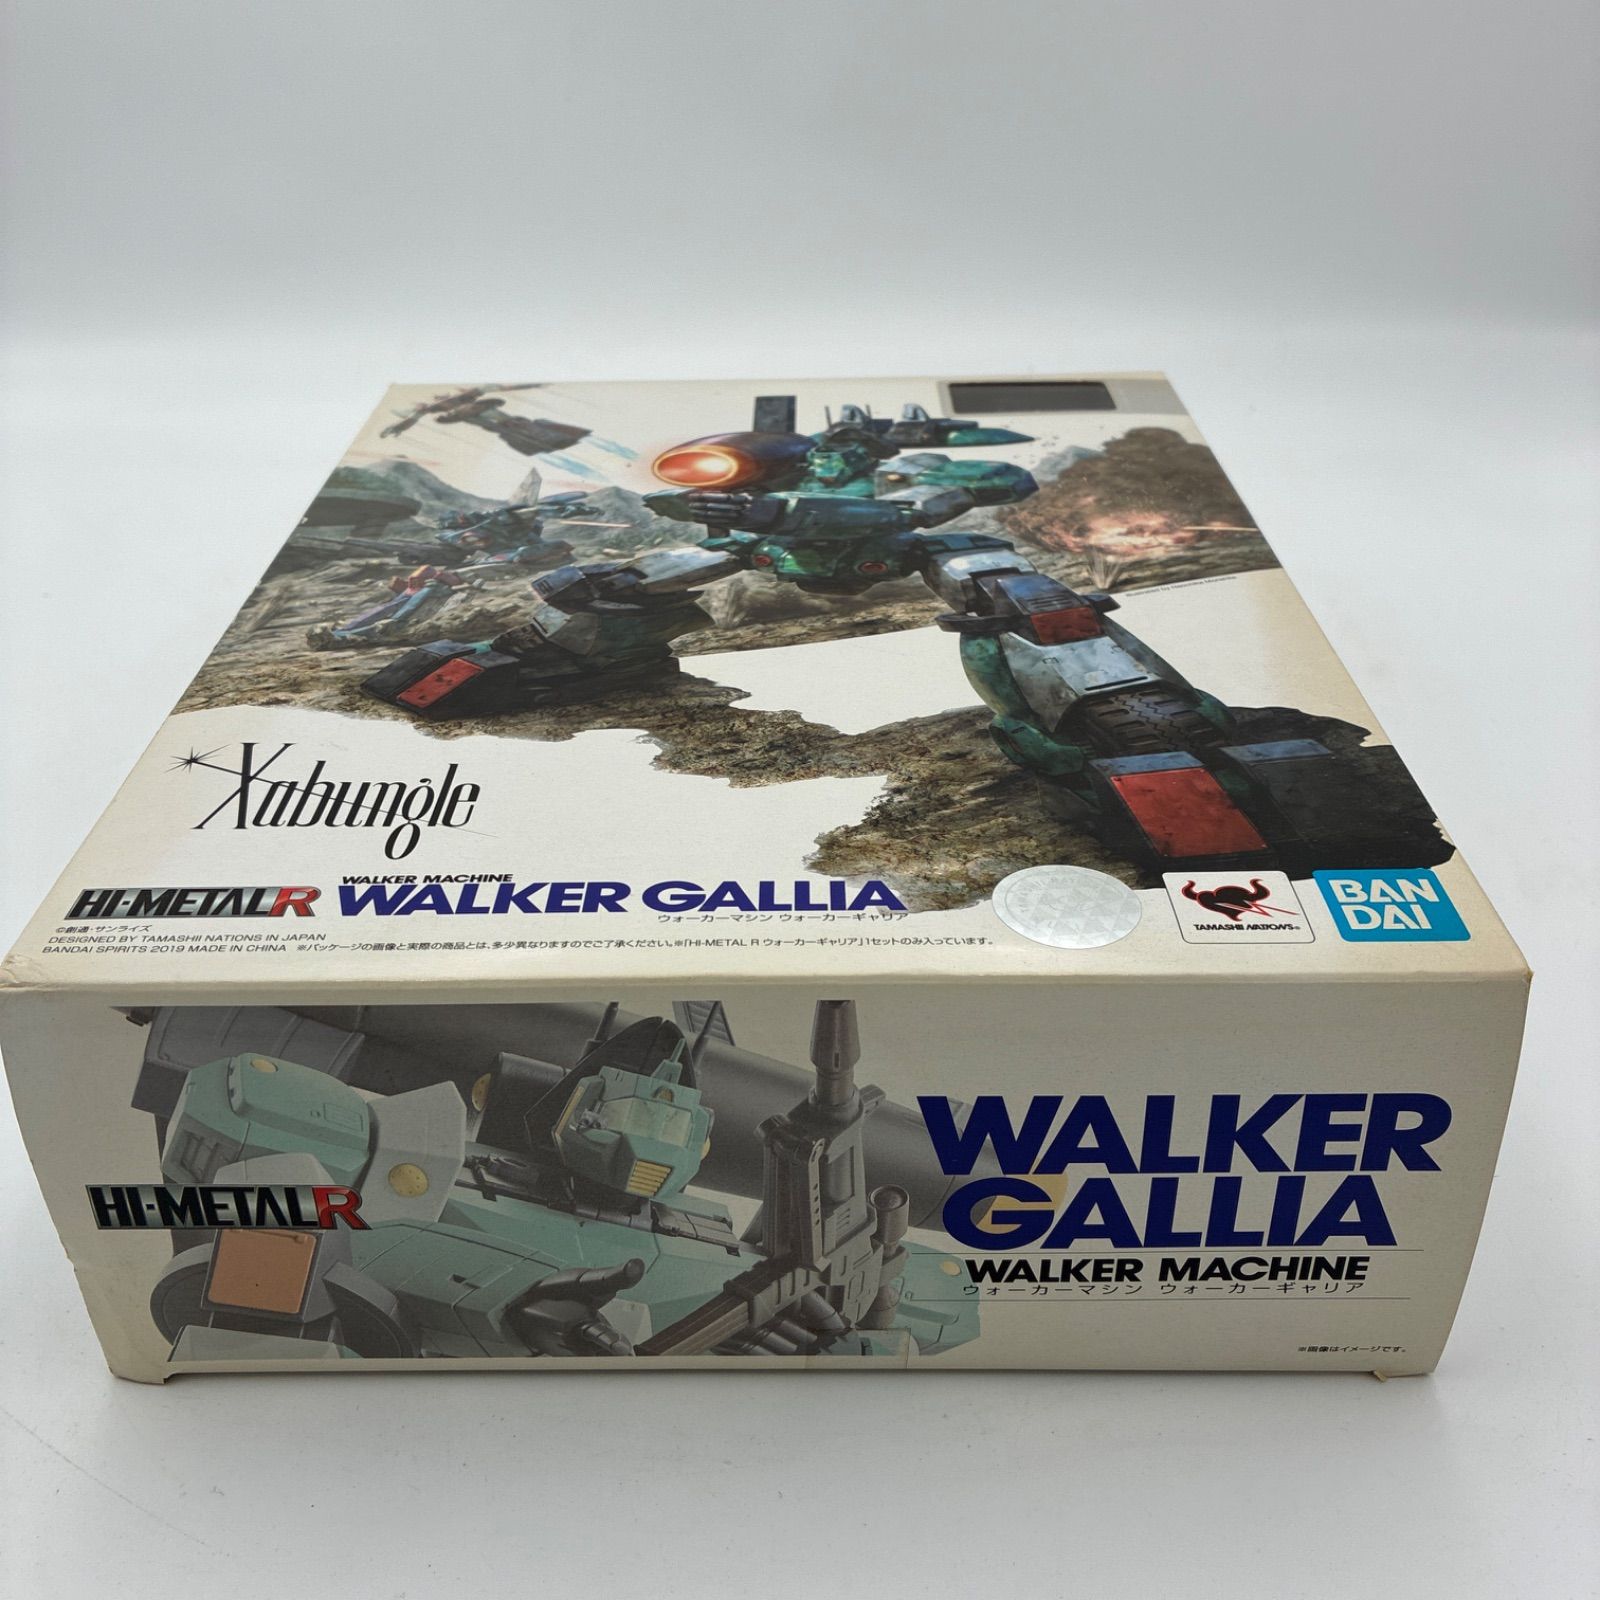 Illustrated by Hirotoshi Morishita
Xabungle
HI-METAL R
WALKER MACHINE
WALKER GALLIA
ウォーカーマシン ウォーカーギャリア
©創通・サンライズ
DESIGNED BY TAMASHII NATIONS IN JAPAN
BANDAI SPIRITS 2019 MADE IN CHINA ※パッケージの画像と実際の商品とは、多少異なりますのでご了承ください。※「HI-METAL R ウォーカーギャリア」1セットのみ入っています。
TAMASHII NATIONS
BAN
DAI
HI-METAL R
WALKER
GALLIA
WALKER MACHINE
ウォーカーマシン ウォーカーギャリア
※画像はイメージです。